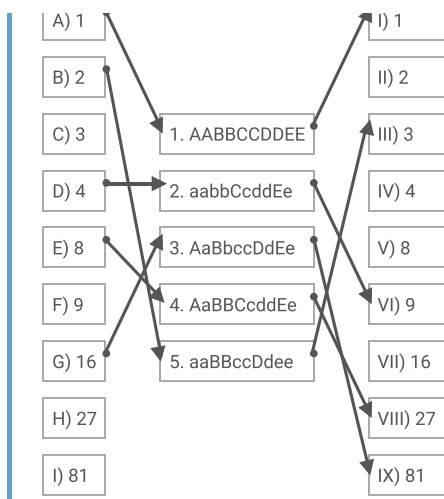 A) 1
B) 2
C) 3
D) 4
E) 8
F) 9
G) 16
H) 27
I) 81
1. AABBCCDDEE
2. aabbCcddEe
3. AaBbccDdEe
4. AaBBCcddEe
5. aaBBccDdee
I) 1
II) 2
III) 3
IV) 4
V) 8
VI) 9
VII) 16
VIII) 27
IX) 81